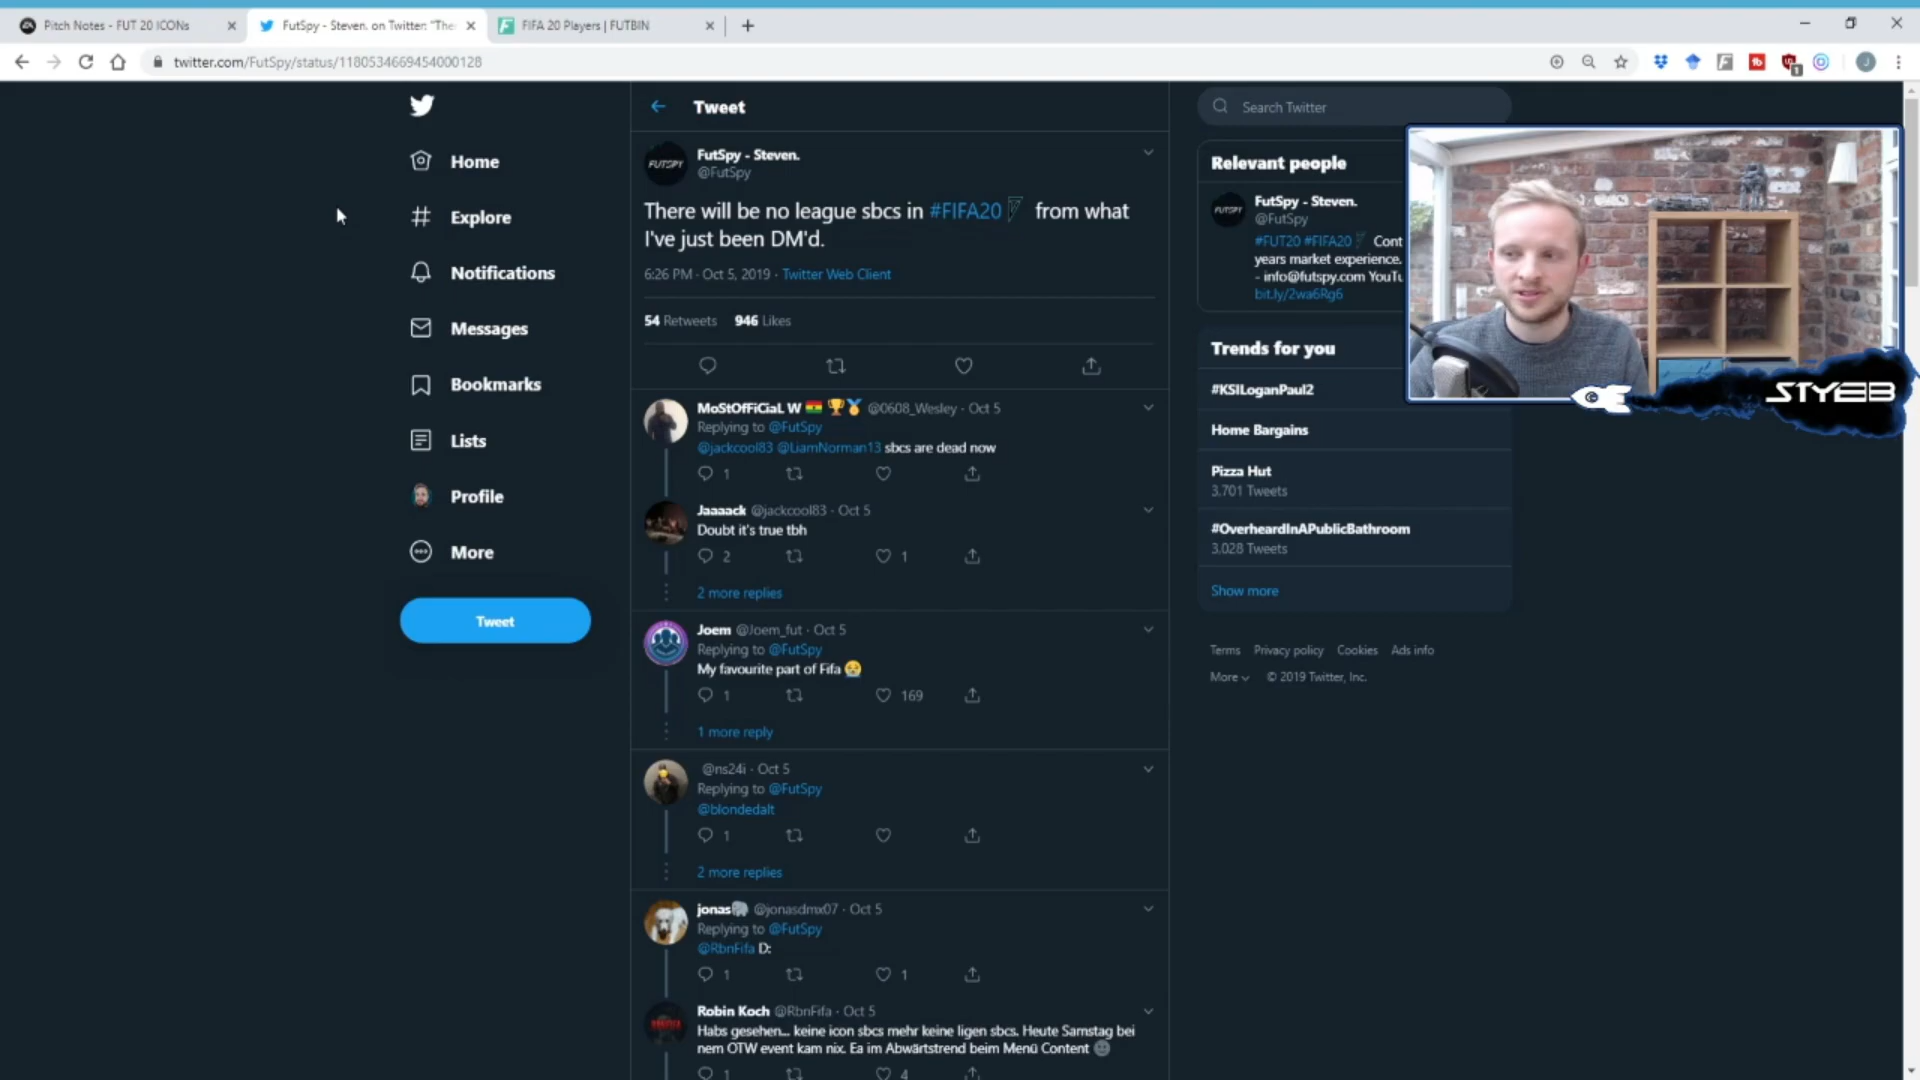 Pitch Notes - FUT 20 ICONs
FutSpy - Steven. on Twitter: "The
FIFA 20 Players | FUTBIN
twitter.com/FutSpy/status/1180534669454000128
Home
Explore
Notifications
Messages
Bookmarks
Lists
Profile
More
Tweet
Tweet
FutSpy - Steven.
@FutSpy
There will be no league sbcs in #FIFA20 from what
I've just been DM'd.
6:26 PM · Oct 5, 2019 · Twitter Web Client
54 Retweets 946 Likes
MoStOfFiCiaL W @0608_Wesley · Oct 5
Replying to @FutSpy
@jackcool83 @LiamNorman13 sbcs are dead now
1
Jaaaack @jackcool83 · Oct 5
Doubt it's true tbh
2 1
2 more replies
Joem @Joem_fut · Oct 5
Replying to @FutSpy
My favourite part of Fifa 😭
1 169
1 more reply
@ns24i · Oct 5
Replying to @FutSpy
@blondedalt
1
2 more replies
jonas🐘 @jonasdmx07 · Oct 5
Replying to @FutSpy
@RbnFifa D:
1 1
Robin Koch @RbnFifa · Oct 5
Habs gesehen... keine icon sbcs mehr keine ligen sbcs. Heute Samstag bei
nem OTW event kam nix. Ea im Abwärtstrend beim Menü Content
1 4
Search Twitter
Relevant people
FutSpy - Steven.
@FutSpy
#FUT20 #FIFA20 Cont
years market experience.
- info@futspy.com YouTu
bit.ly/2wa6Rg6
Trends for you
#KSILoganPaul2
Home Bargains
Pizza Hut
3,701 Tweets
#OverheardInAPublicBathroom
3,028 Tweets
Show more
Terms Privacy policy Cookies Ads info
More © 2019 Twitter, Inc.
FUTSPY
FUTSPY